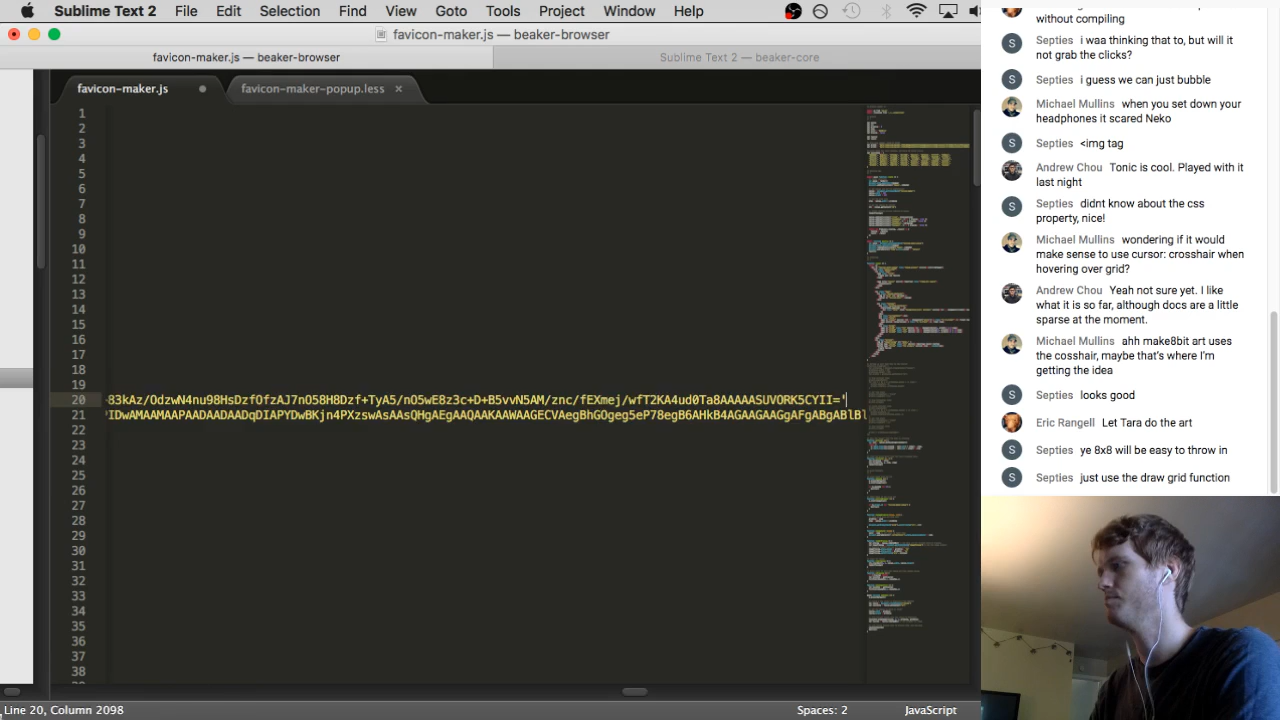 Sublime Text 2 File Edit Selection Find View Goto Tools Project Window Help
favicon-maker.js — beaker-browser
favicon-maker.js — beaker-browser
Sublime Text 2 — beaker-core
favicon-maker.js
favicon-maker-popup.less ×
1
2
3
4
5
6
7
8
9
10
11
12
13
14
15
16
17
18
19
20 83kAz/OdzwN4nu98HsDzfOfzAJ7nO98H8Dzf+TyA5/nO5wE8z3c+D+B5vvN5AM/znc/fEXmej/wfT2KA4ud0Ta8AAAAASUVORK5CYII='
21
22
23
24
25
26
27
28
29
30
31
32
33
34
35
36
37
38
Line 20, Column 2098
Spaces: 2
JavaScript
without compiling
S Septies i waa thinking that to, but will it
not grab the clicks?
S Septies i guess we can just bubble
Michael Mullins when you set down your
headphones it scared Neko
S Septies <img tag
Andrew Chou Tonic is cool. Played with it
last night
S Septies didnt know about the css
property, nice!
Michael Mullins wondering if it would
make sense to use cursor: crosshair when
hovering over grid?
Andrew Chou Yeah not sure yet. I like
what it is so far, although docs are a little
sparse at the moment.
Michael Mullins ahh make8bit art uses
the cosshair, maybe that's where I'm
getting the idea
S Septies looks good
Eric Rangell Let Tara do the art
S Septies ye 8x8 will be easy to throw in
S Septies just use the draw grid function